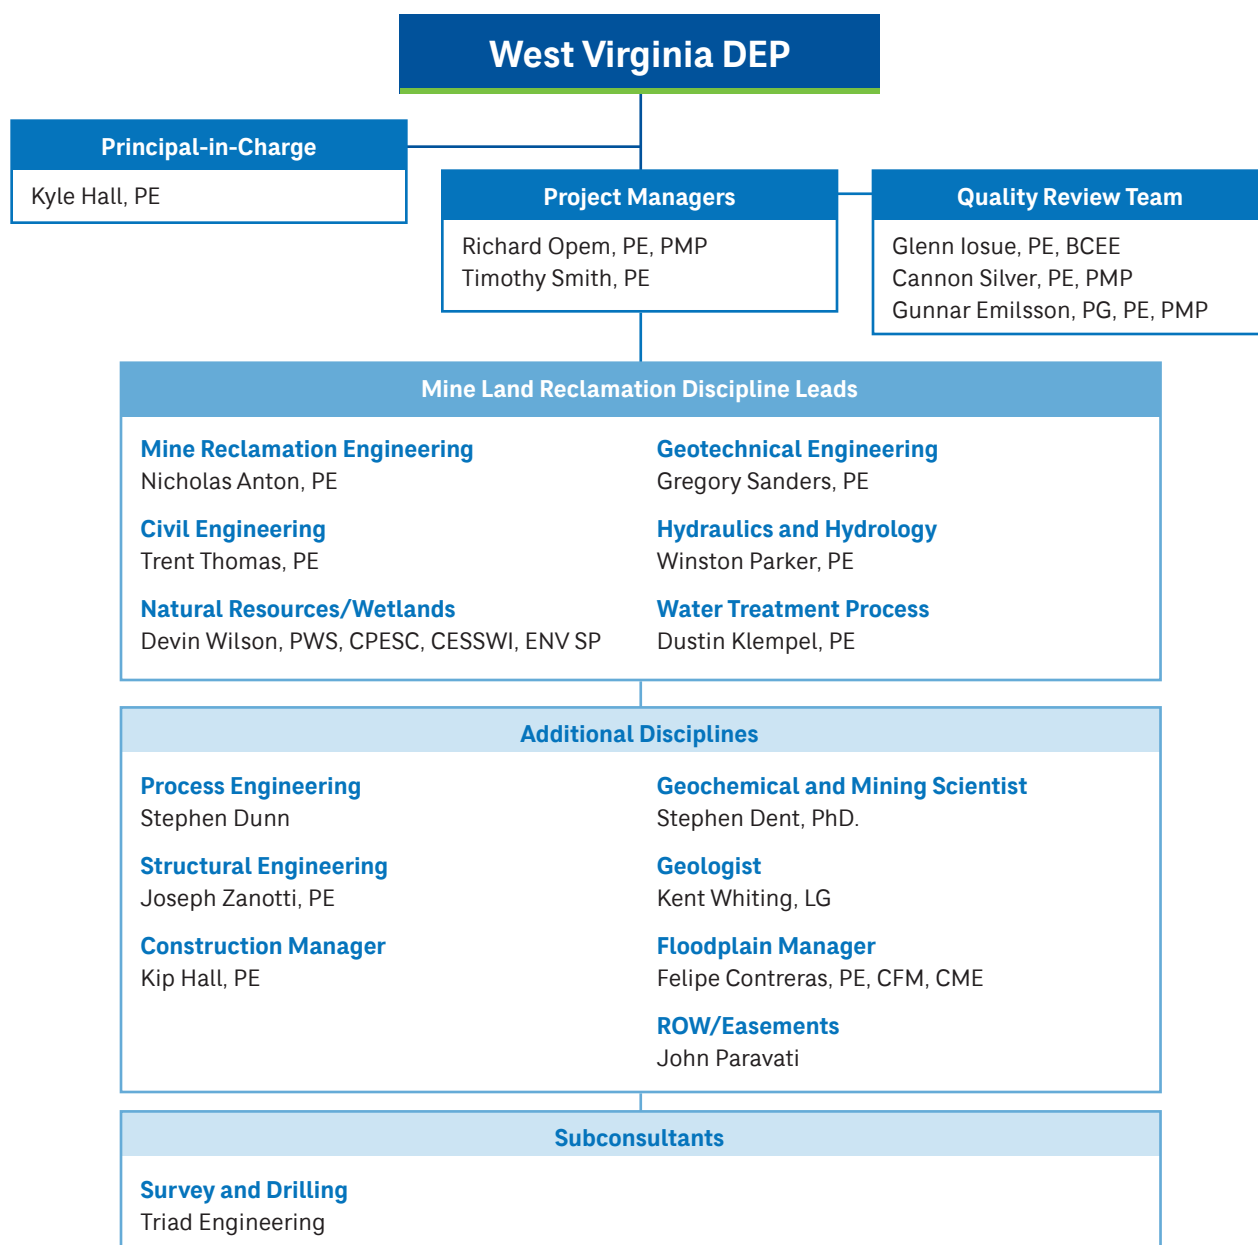 West Virginia DEP
Principal-in-Charge
Kyle Hall, PE
Project Managers
Richard Opem, PE, PMP
Timothy Smith, PE
Quality Review Team
Glenn Iosue, PE, BCEE
Cannon Silver, PE, PMP
Gunnar Emilsson, PG, PE, PMP
Mine Land Reclamation Discipline Leads
Mine Reclamation Engineering
Nicholas Anton, PE
Civil Engineering
Trent Thomas, PE
Natural Resources/Wetlands
Devin Wilson, PWS, CPESC, CESSWI, ENV SP
Geotechnical Engineering
Gregory Sanders, PE
Hydraulics and Hydrology
Winston Parker, PE
Water Treatment Process
Dustin Klempel, PE
Additional Disciplines
Process Engineering
Stephen Dunn
Structural Engineering
Joseph Zanotti, PE
Construction Manager
Kip Hall, PE
Geochemical and Mining Scientist
Stephen Dent, PhD.
Geologist
Kent Whiting, LG
Floodplain Manager
Felipe Contreras, PE, CFM, CME
ROW/Easements
John Paravati
Subconsultants
Survey and Drilling
Triad Engineering